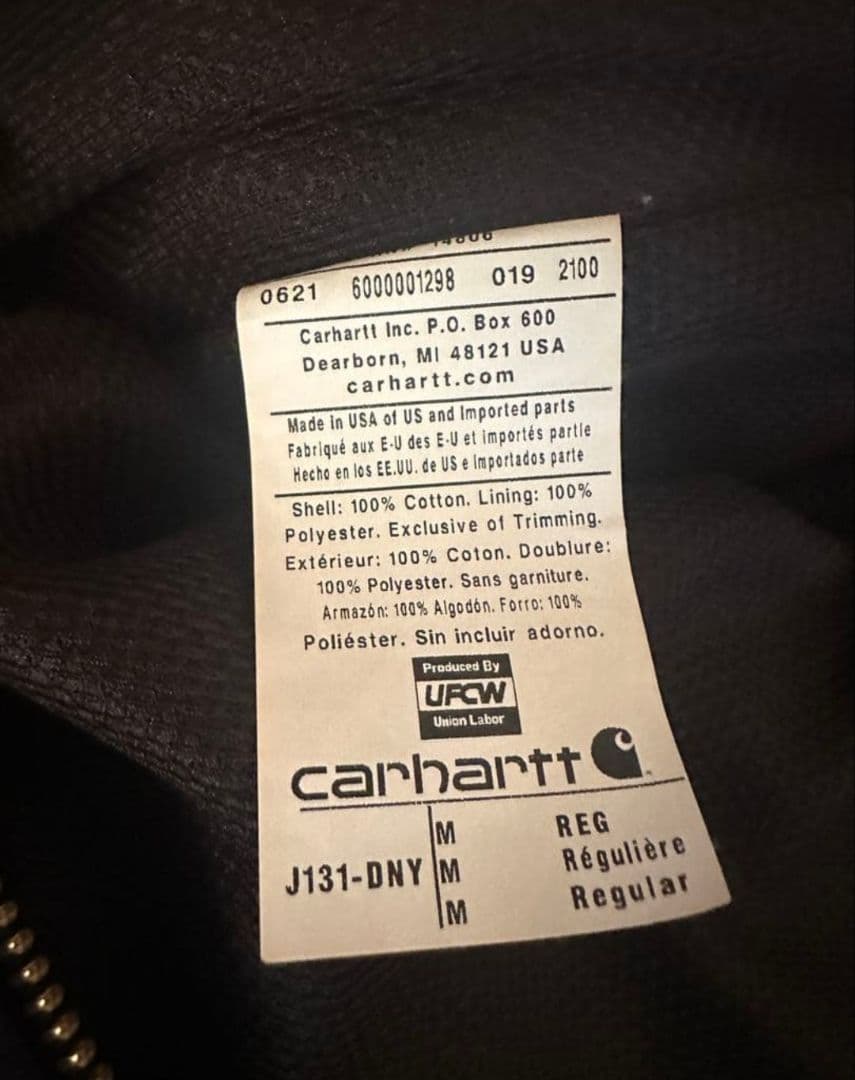 0621 6000001298 019 2100
Carhartt Inc. P.O. Box 600
Dearborn, MI 48121 USA
carhartt.com
Made in USA of US and Imported parts
Fabriqué aux E-U des E-U et importés partie
Hecho en los EE.UU. de US e Importados parte
Shell: 100% Cotton. Lining: 100%
Polyester. Exclusive of Trimming.
Extérieur: 100% Coton. Doublure:
100% Polyester. Sans garniture.
Armazón: 100% Algodón. Forro: 100%
Poliéster. Sin incluir adorno.
Produced By
UFCW
Union Labor
carhartt
M REG
J131-DNY M Régulière
M Regular